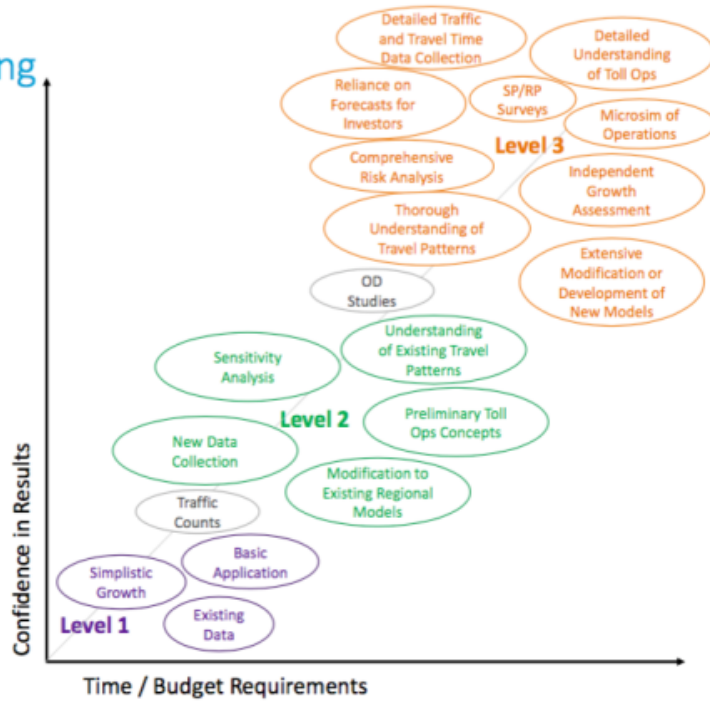 ng
Detailed Traffic
and Travel Time
Data Collection
Detailed
Understanding
of Toll Ops
Reliance on
Forecasts for
Investors
SP/RP
Surveys
Microsim of
Operations
Level 3
Comprehensive
Risk Analysis
Independent
Growth
Assessment
Thorough
Understanding of
Travel Patterns
Extensive
Modification or
Development of
New Models
OD
Studies
Understanding
of Existing Travel
Patterns
Sensitivity
Analysis
Level 2
Preliminary Toll
Ops Concepts
New Data
Collection
Modification to
Existing Regional
Models
Traffic
Counts
Basic
Application
Simplistic
Growth
Existing
Data
Level 1
Confidence in Results
Time / Budget Requirements